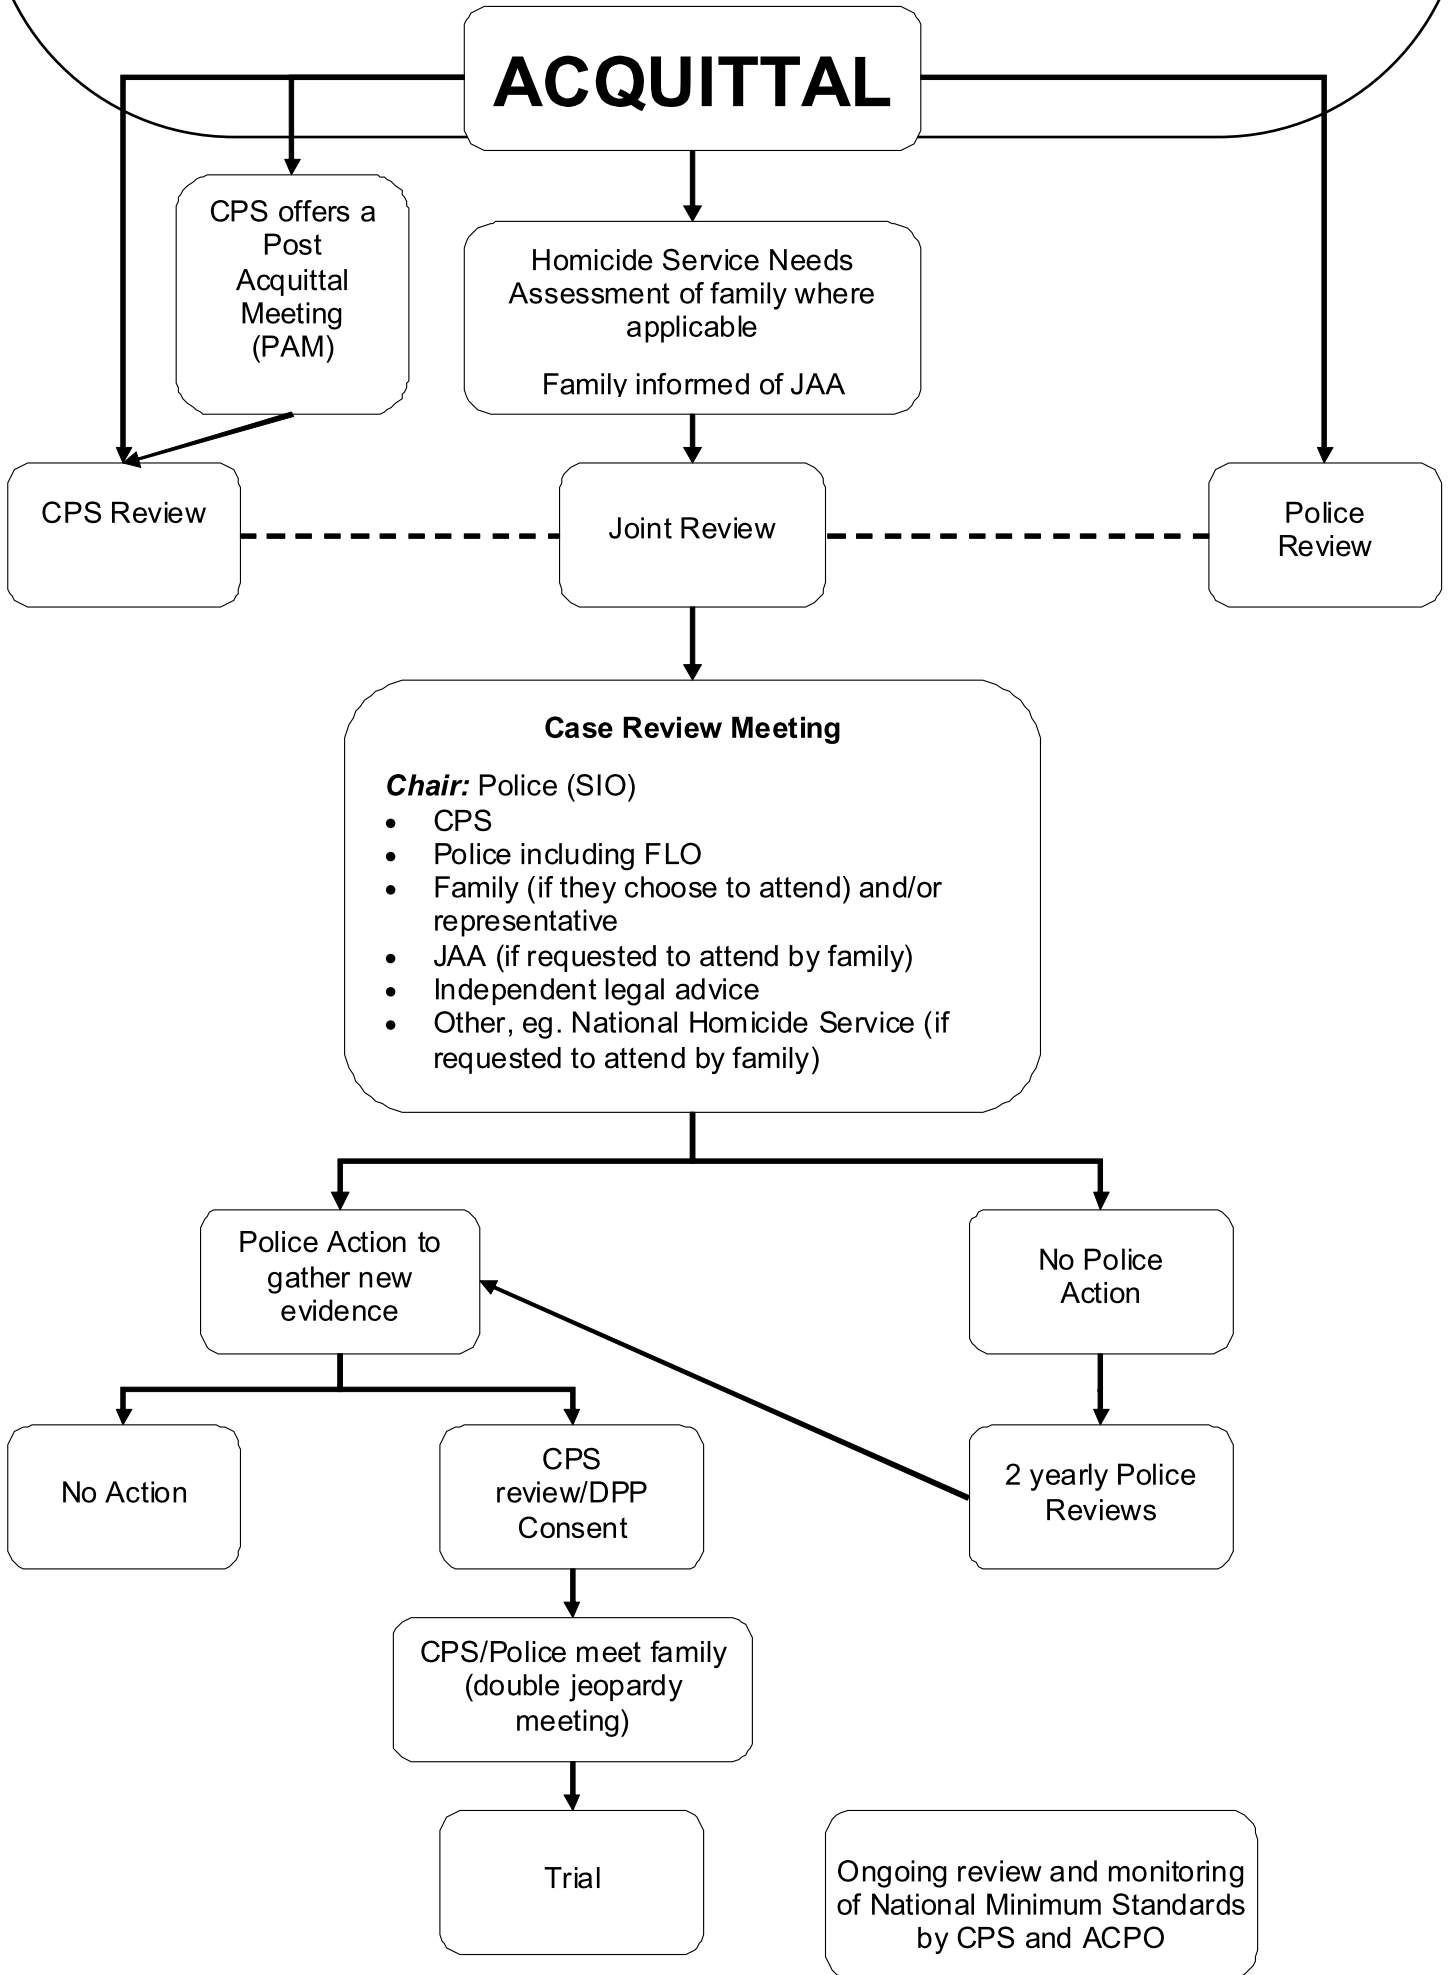 ACQUITTAL
CPS offers a
Post
Acquittal
Meeting
(PAM)
Homicide Service Needs
Assessment of family where
applicable
Family informed of JAA
CPS Review
Joint Review
Police
Review
Case Review Meeting
Chair: Police (SIO)
• CPS
• Police including FLO
• Family (if they choose to attend) and/or
representative
• JAA (if requested to attend by family)
• Independent legal advice
• Other, eg. National Homicide Service (if
requested to attend by family)
Police Action to
gather new
evidence
No Police
Action
No Action
CPS
review/DPP
Consent
2 yearly Police
Reviews
CPS/Police meet family
(double jeopardy
meeting)
Trial
Ongoing review and monitoring
of National Minimum Standards
by CPS and ACPO